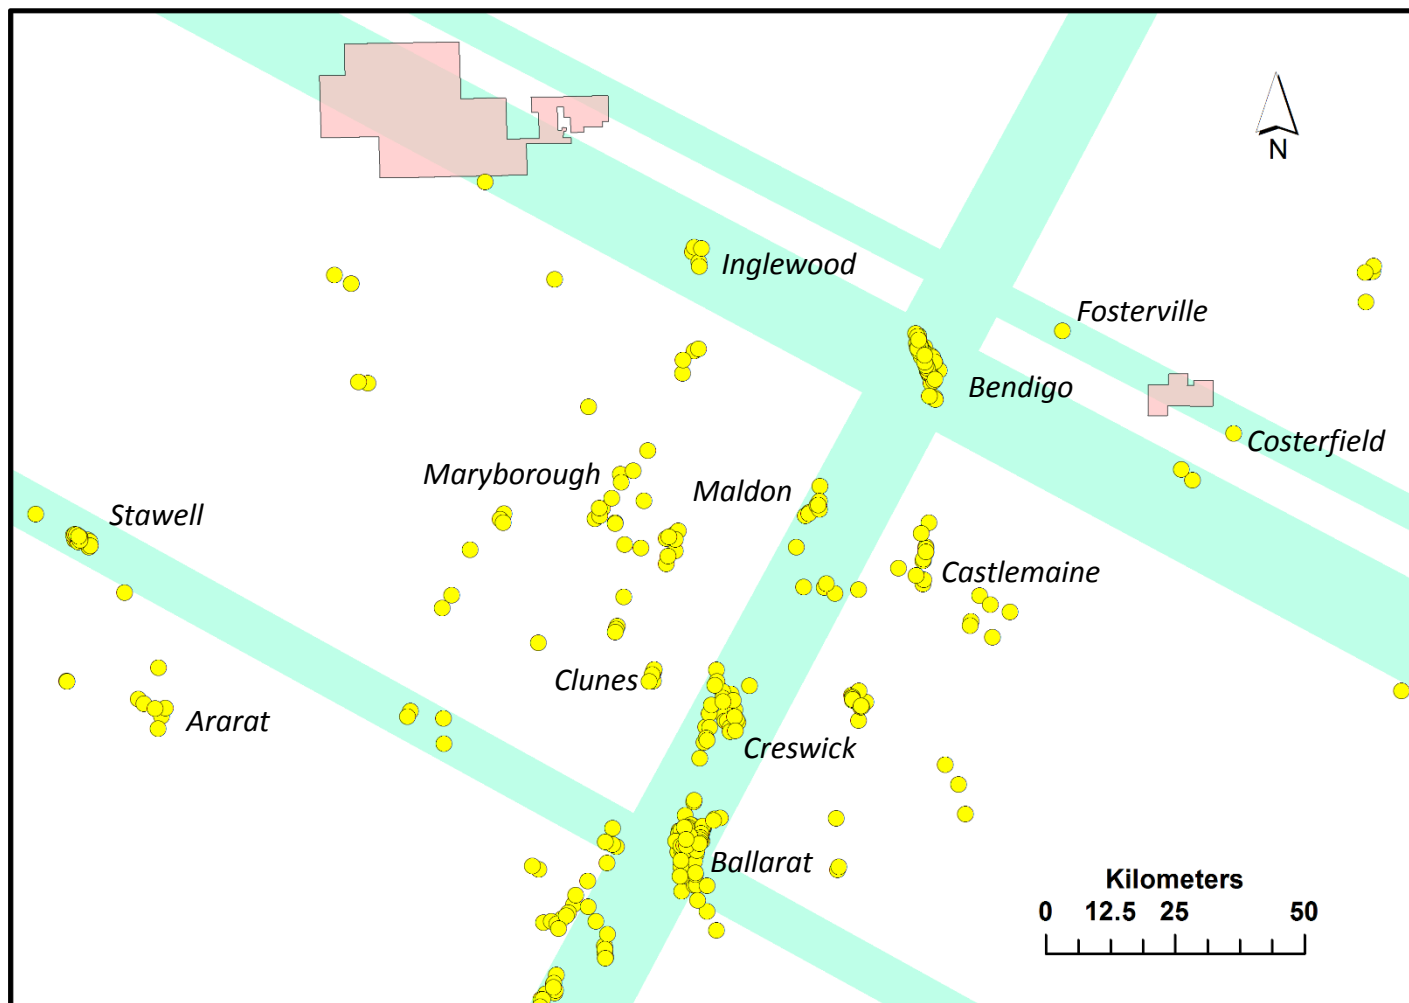 N
Inglewood
Fosterville
Bendigo
Costerfield
Maryborough
Maldon
Stawell
Castlemaine
Clunes
Ararat
Creswick
Ballarat
Kilometers
0 12.5 25 50